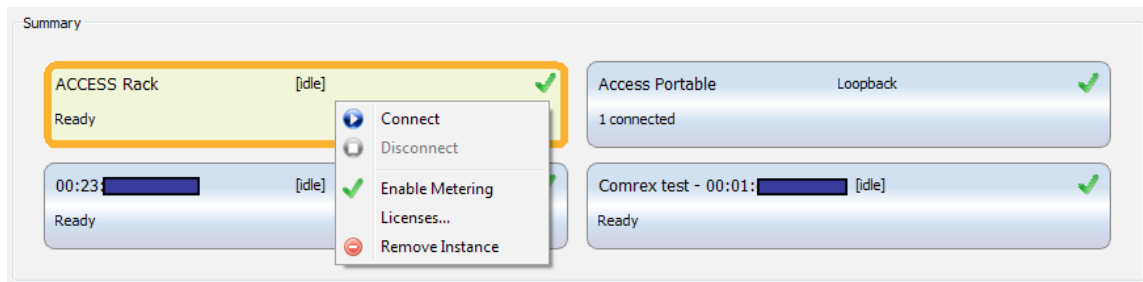 Summary
ACCESS Rack [idle]
Ready
Access Portable Loopback
1 connected
Connect
Disconnect
Enable Metering
Licenses...
Remove Instance
00:23: [idle]
Ready
Comrex test - 00:01: [idle]
Ready